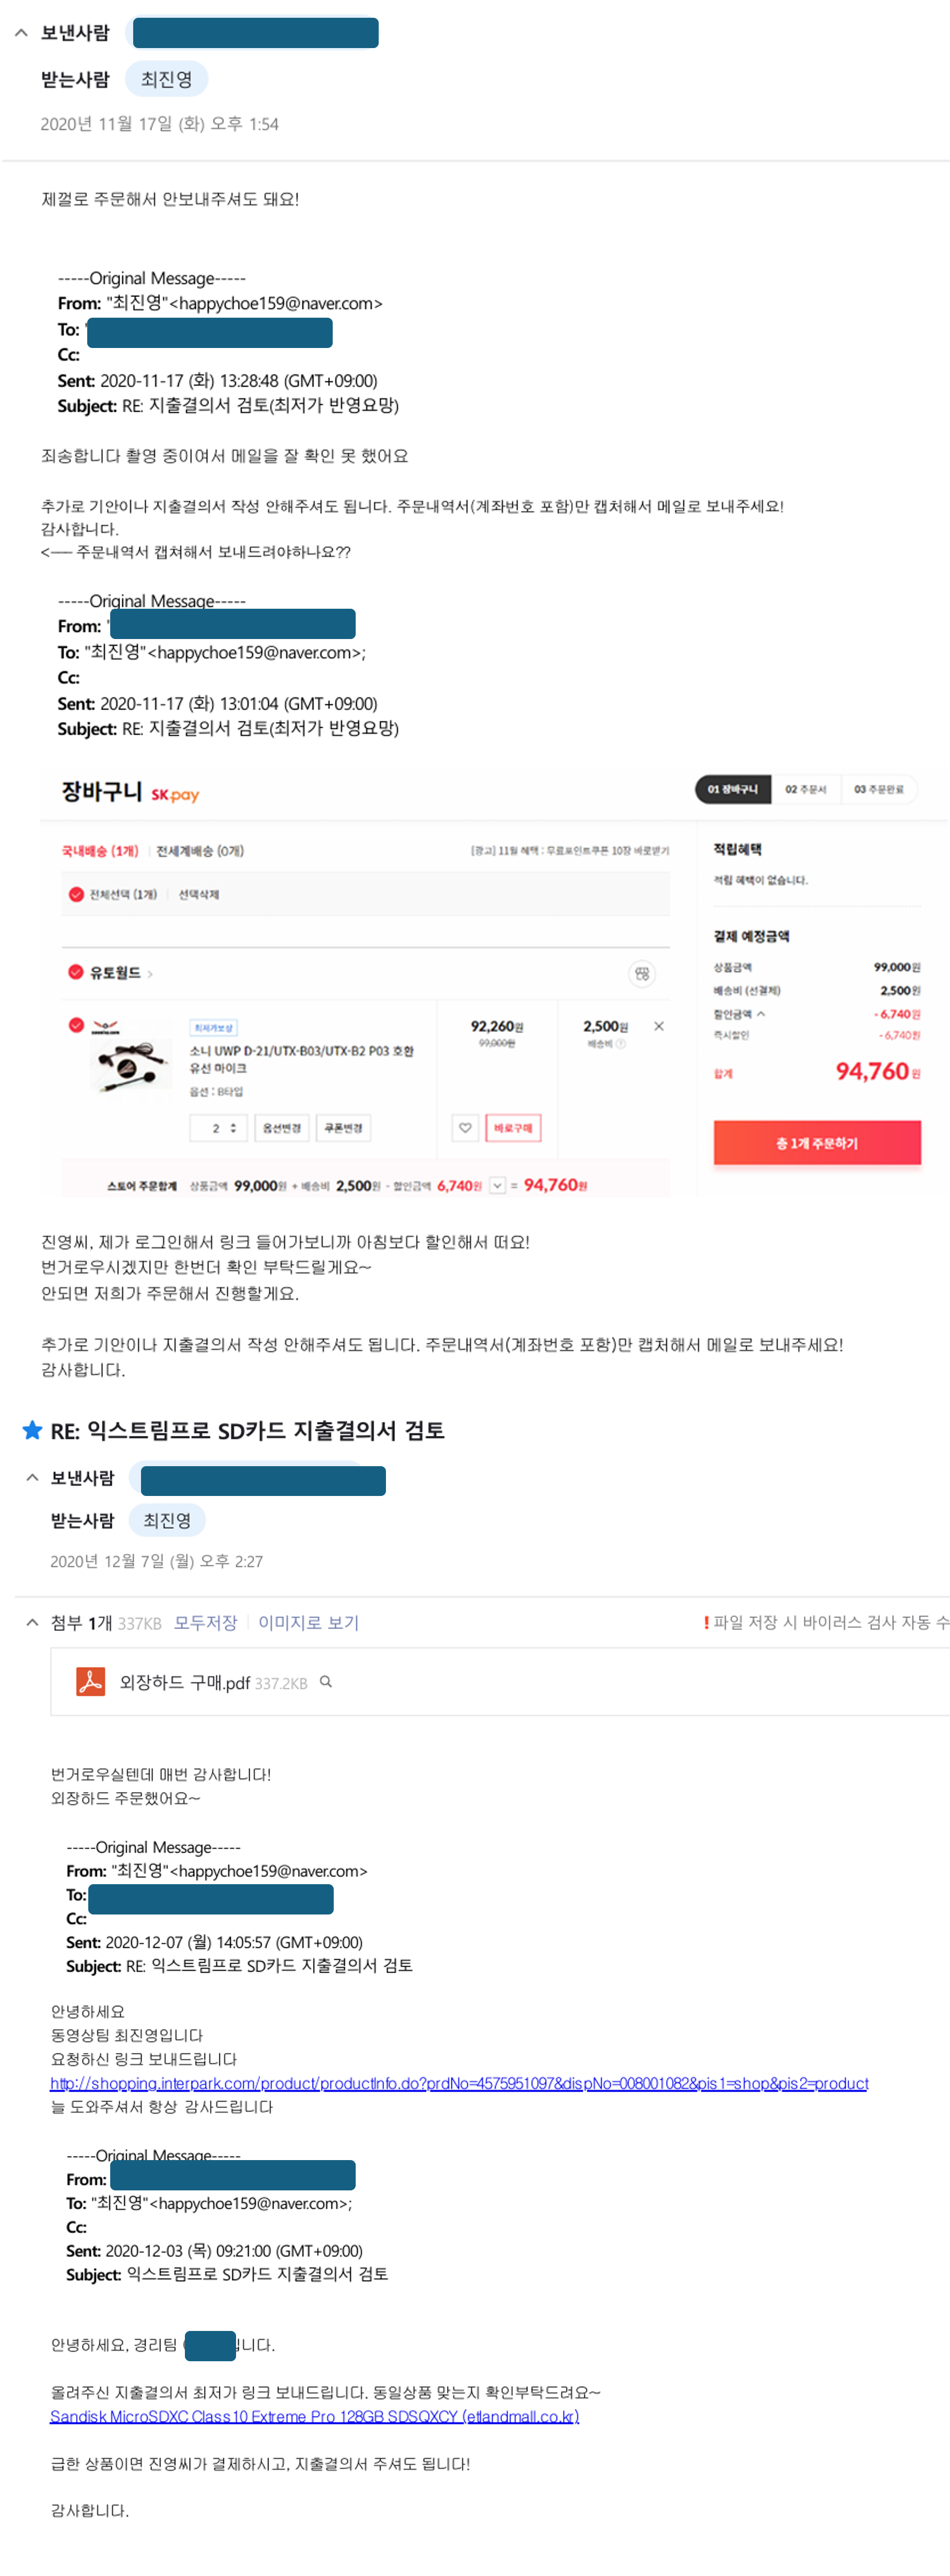 보낸사람
받는사람 최진영
2020년 11월 17일 (화) 오후 1:54
제껄로 주문해서 안보내주셔도 돼요!
-----Original Message-----
From: "최진영"<happychoe159@naver.com>
To:
Cc:
Sent: 2020-11-17 (화) 13:28:48 (GMT+09:00)
Subject: RE: 지출결의서 검토(최저가 반영요망)
죄송합니다 촬영 중이여서 메일을 잘 확인 못 했어요
추가로 기안이나 지출결의서 작성 안해주셔도 됩니다. 주문내역서(계좌번호 포함)만 캡처해서 메일로 보내주세요!
감사합니다.
<── 주문내역서 캡쳐해서 보내드려야하나요??
-----Original Message-----
From: '
To: "최진영"<happychoe159@naver.com>;
Cc:
Sent: 2020-11-17 (화) 13:01:04 (GMT+09:00)
Subject: RE: 지출결의서 검토(최저가 반영요망)
장바구니 SK pay
01 장바구니 02 주문서 03 주문완료
국내배송 (1개) 전세계배송 (0개) [광고] 11월 혜택 : 무료포인트쿠폰 10장 바로받기
전체선택 (1개) 선택삭제
유토월드 >
최저가보상
소니 UWP D-21/UTX-B03/UTX-B2 P03 호환
유선 마이크
옵션 : B타입
2 옵션변경 쿠폰변경
92,260원
99,000원
바로구매
2,500원
배송비
스토어 주문합계 상품금액 99,000원 + 배송비 2,500원 - 할인금액 6,740원 = 94,760원
적립혜택
적립 혜택이 없습니다.
결제 예정금액
상품금액 99,000원
배송비 (선결제) 2,500원
할인금액 - 6,740원
즉시할인 - 6,740원
합계 94,760원
총 1개 주문하기
진영씨, 제가 로그인해서 링크 들어가보니까 아침보다 할인해서 떠요!
번거로우시겠지만 한번더 확인 부탁드릴게요~
안되면 저희가 주문해서 진행할게요.
추가로 기안이나 지출결의서 작성 안해주셔도 됩니다. 주문내역서(계좌번호 포함)만 캡처해서 메일로 보내주세요!
감사합니다.
RE: 익스트림프로 SD카드 지출결의서 검토
보낸사람
받는사람 최진영
2020년 12월 7일 (월) 오후 2:27
첨부 1개 337KB 모두저장 이미지로 보기 ! 파일 저장 시 바이러스 검사 자동 수
외장하드 구매.pdf 337.2KB
번거로우실텐데 매번 감사합니다!
외장하드 주문했어요~
-----Original Message-----
From: "최진영"<happychoe159@naver.com>
To:
Cc:
Sent: 2020-12-07 (월) 14:05:57 (GMT+09:00)
Subject: RE: 익스트림프로 SD카드 지출결의서 검토
안녕하세요
동영상팀 최진영입니다
요청하신 링크 보내드립니다
http://shopping.interpark.com/product/productInfo.do?prdNo=4575951097&dispNo=008001082&pis1=shop&pis2=product
늘 도와주셔서 항상 감사드립니다
-----Original Message-----
From:
To: "최진영"<happychoe159@naver.com>;
Cc:
Sent: 2020-12-03 (목) 09:21:00 (GMT+09:00)
Subject: 익스트림프로 SD카드 지출결의서 검토
안녕하세요, 경리팀 입니다.
올려주신 지출결의서 최저가 링크 보내드립니다. 동일상품 맞는지 확인부탁드려요~
Sandisk MicroSDXC Class10 Extreme Pro 128GB SDSQXCY (etlandmall.co.kr)
급한 상품이면 진영씨가 결제하시고, 지출결의서 주셔도 됩니다!
감사합니다.